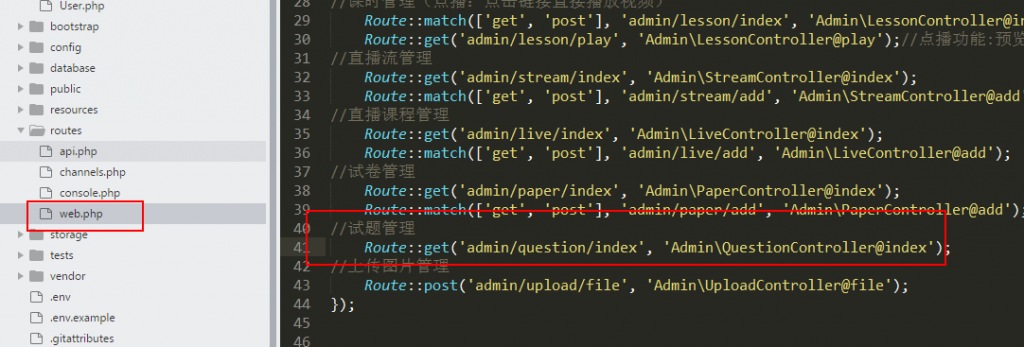 User.php
bootstrap
config
database
public
resources
routes
api.php
channels.php
console.php
web.php
storage
tests
vendor
.env
.env.example
.gitattributes
28 //课时管理（点播：点击链接直接播放视频）
29 Route::match(['get', 'post'], 'admin/lesson/index', 'Admin\LessonController@in
30 Route::get('admin/lesson/play', 'Admin\LessonController@play');//点播功能:预览
31 //直播流管理
32 Route::get('admin/stream/index', 'Admin\StreamController@index');
33 Route::match(['get', 'post'], 'admin/stream/add', 'Admin\StreamController@add'
34 //直播课程管理
35 Route::get('admin/live/index', 'Admin\LiveController@index');
36 Route::match(['get', 'post'], 'admin/live/add', 'Admin\LiveController@add');
37 //试卷管理
38 Route::get('admin/paper/index', 'Admin\PaperController@index');
39 Route::match(['get', 'post'], 'admin/paper/add', 'Admin\PaperController@add');
40 //试题管理
41 Route::get('admin/question/index', 'Admin\QuestionController@index');
42 //上传图片管理
43 Route::post('admin/upload/file', 'Admin\UploadController@file');
44 });
45
46